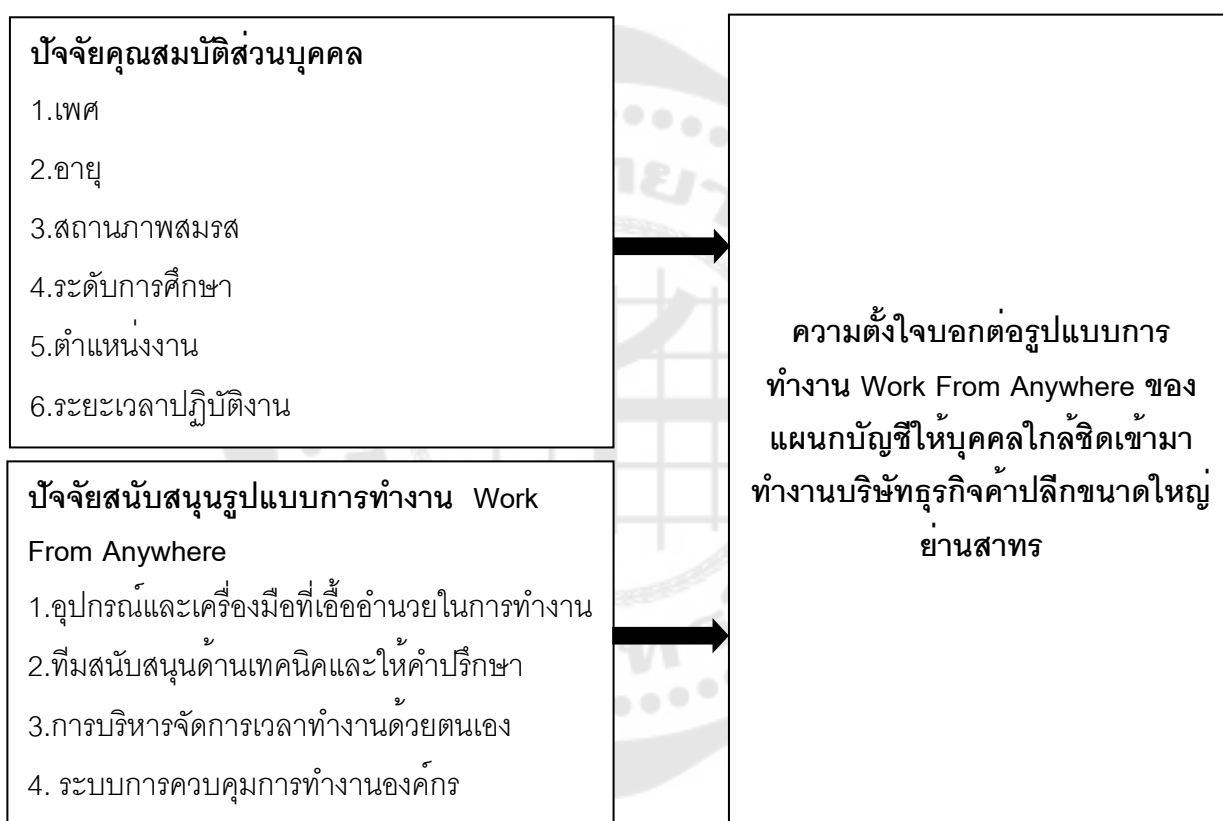 ปัจจัยคุณสมบัติส่วนบุคคล
1.เพศ
2.อายุ
3.สถานภาพสมรส
4.ระดับการศึกษา
5.ตำแหน่งงาน
6.ระยะเวลาปฏิบัติงาน
ปัจจัยสนับสนุนรูปแบบการทำงาน Work
From Anywhere
1.อุปกรณ์และเครื่องมือที่เอื้ออำนวยในการทำงาน
2.ทีมสนับสนุนด้านเทคนิคและให้คำปรึกษา
3.การบริหารจัดการเวลาทำงานด้วยตนเอง
4. ระบบการควบคุมการทำงานองค์กร
ความตั้งใจบอกต่อรูปแบบการ
ทำงาน Work From Anywhere ของ
แผนกบัญชีให้บุคคลใกล้ชิดเข้ามา
ทำงานบริษัทธุรกิจค้าปลีกขนาดใหญ่
ย่านสาทร